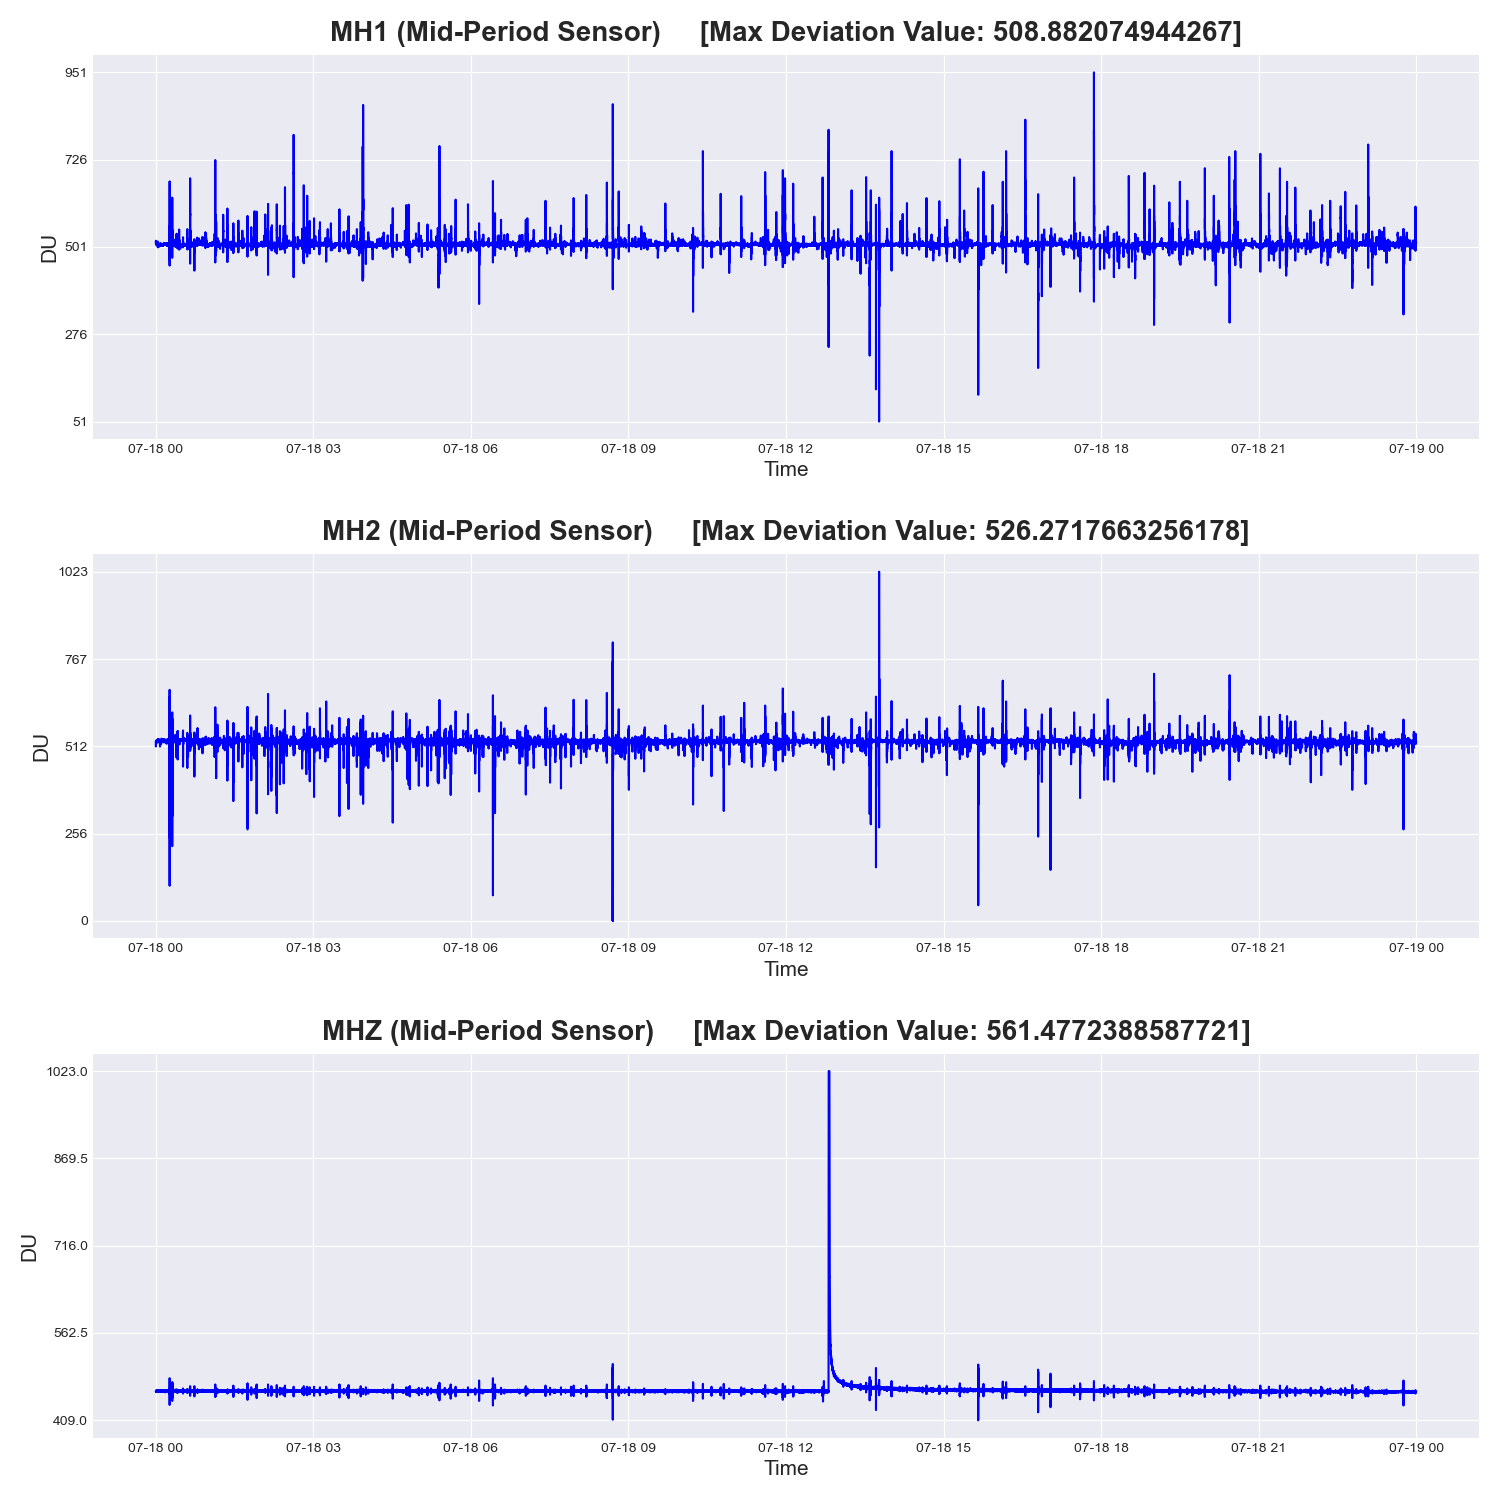 MH1 (Mid-Period Sensor) [Max Deviation Value: 508.882074944267]
951
726
501
276
51
DU
07-18 00 07-18 03 07-18 06 07-18 09 07-18 12 07-18 15 07-18 18 07-18 21 07-19 00
Time
MH2 (Mid-Period Sensor) [Max Deviation Value: 526.2717663256178]
1023
767
512
256
0
DU
07-18 00 07-18 03 07-18 06 07-18 09 07-18 12 07-18 15 07-18 18 07-18 21 07-19 00
Time
MHZ (Mid-Period Sensor) [Max Deviation Value: 561.4772388587721]
1023.0
869.5
716.0
562.5
409.0
DU
07-18 00 07-18 03 07-18 06 07-18 09 07-18 12 07-18 15 07-18 18 07-18 21 07-19 00
Time